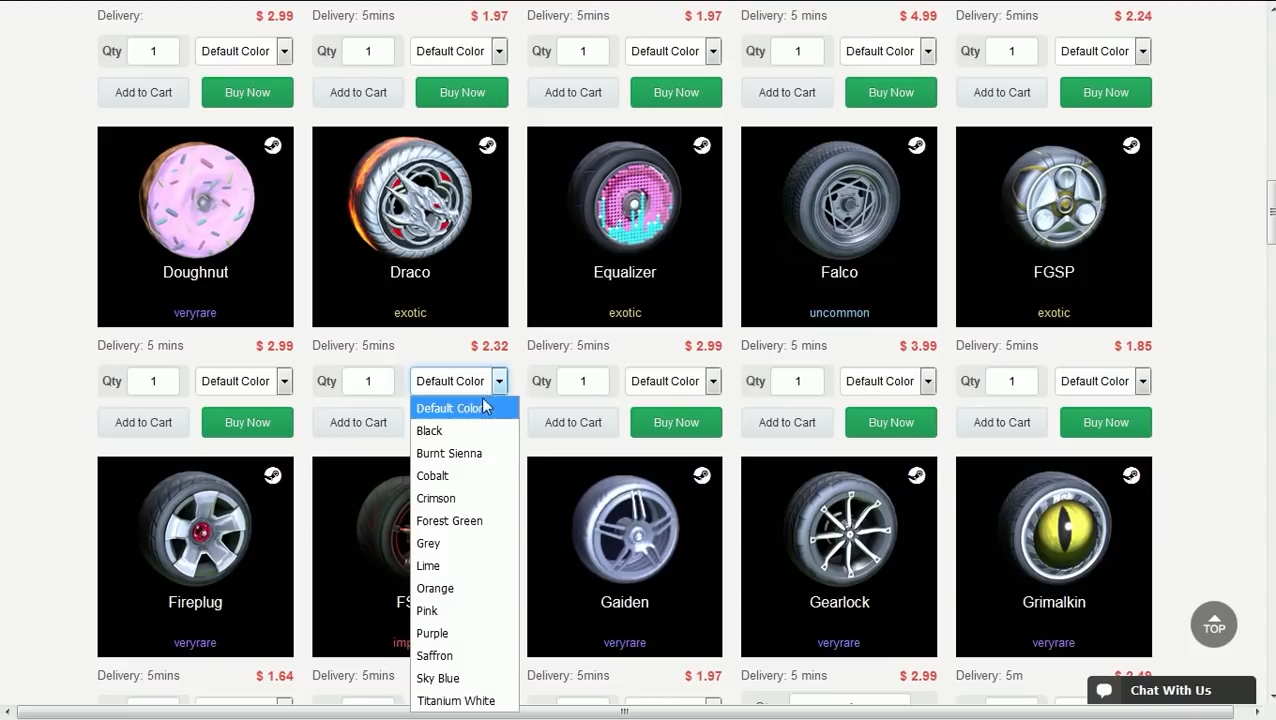 Delivery: $ 2.99 Delivery: 5mins $ 1.97 Delivery: 5mins $ 1.97 Delivery: 5 mins $ 4.99 Delivery: 5mins $ 2.24
Qty 1 Default Color Qty 1 Default Color Qty 1 Default Color Qty 1 Default Color Qty 1 Default Color
Add to Cart Buy Now Add to Cart Buy Now Add to Cart Buy Now Add to Cart Buy Now Add to Cart Buy Now
Doughnut Draco Equalizer Falco FGSP
veryrare exotic exotic uncommon exotic
Delivery: 5 mins $ 2.99 Delivery: 5mins $ 2.32 Delivery: 5mins $ 2.99 Delivery: 5 mins $ 3.99 Delivery: 5mins $ 1.85
Qty 1 Default Color Qty 1 Default Color Qty 1 Default Color Qty 1 Default Color Qty 1 Default Color
Add to Cart Buy Now Add to Cart Add to Cart Buy Now Add to Cart Buy Now Add to Cart Buy Now
Default Color
Black
Burnt Sienna
Cobalt
Crimson
Forest Green
Grey
Lime
Orange
Pink
Purple
Saffron
Sky Blue
Titanium White
Fireplug Gaiden Gearlock Grimalkin
veryrare veryrare veryrare veryrare
Delivery: 5mins $ 1.64 Delivery: 5mins $ 1.97 Delivery: 5mins $ 2.99 Delivery: 5m
TOP
Chat With Us